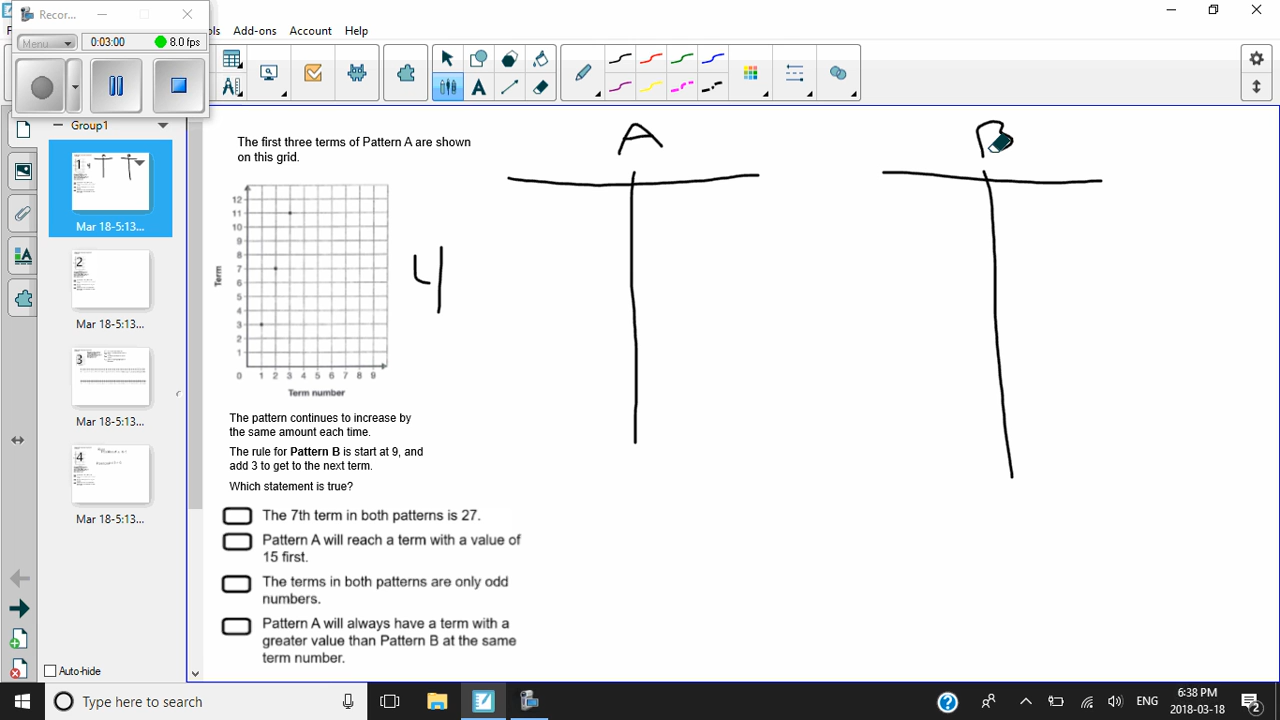 Recor...
Menu
0:03:00
8.0 fps
ols
Add-ons
Account
Help
Group1
1
Mar 18-5:13...
2
Mar 18-5:13...
3
Mar 18-5:13...
4
Mar 18-5:13...
Auto-hide
The first three terms of Pattern A are shown
on this grid.
12
11
10
9
8
7
6
5
4
3
2
1
0 1 2 3 4 5 6 7 8 9
Term
Term number
4
A
B
The pattern continues to increase by
the same amount each time.
The rule for Pattern B is start at 9, and
add 3 to get to the next term.
Which statement is true?
The 7th term in both patterns is 27.
Pattern A will reach a term with a value of
15 first.
The terms in both patterns are only odd
numbers.
Pattern A will always have a term with a
greater value than Pattern B at the same
term number.
Type here to search
ENG
6:38 PM
2018-03-18
2